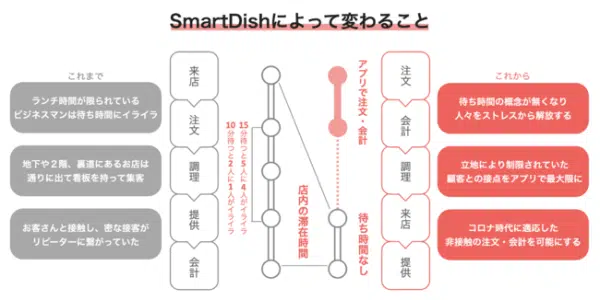 SmartDishによって変わること
これまで
ランチ時間が限られている
ビジネスマンは待ち時間にイライラ
地下や２階、裏道にあるお店は
通りに出て看板を持って集客
お客さんと接触し、密な接客が
リピーターに繋がっていた
来店
注文
調理
提供
会計
15分待つと5人に4人がイライラ
10分待つと2人に1人がイライラ
店内の滞在時間
アプリで注文・会計
待ち時間なし
注文
会計
調理
来店
提供
これから
待ち時間の概念が無くなり
人々をストレスから解放する
立地により制限されていた
顧客との接点をアプリで最大限に
コロナ時代に適応した
非接触の注文・会計を可能にする